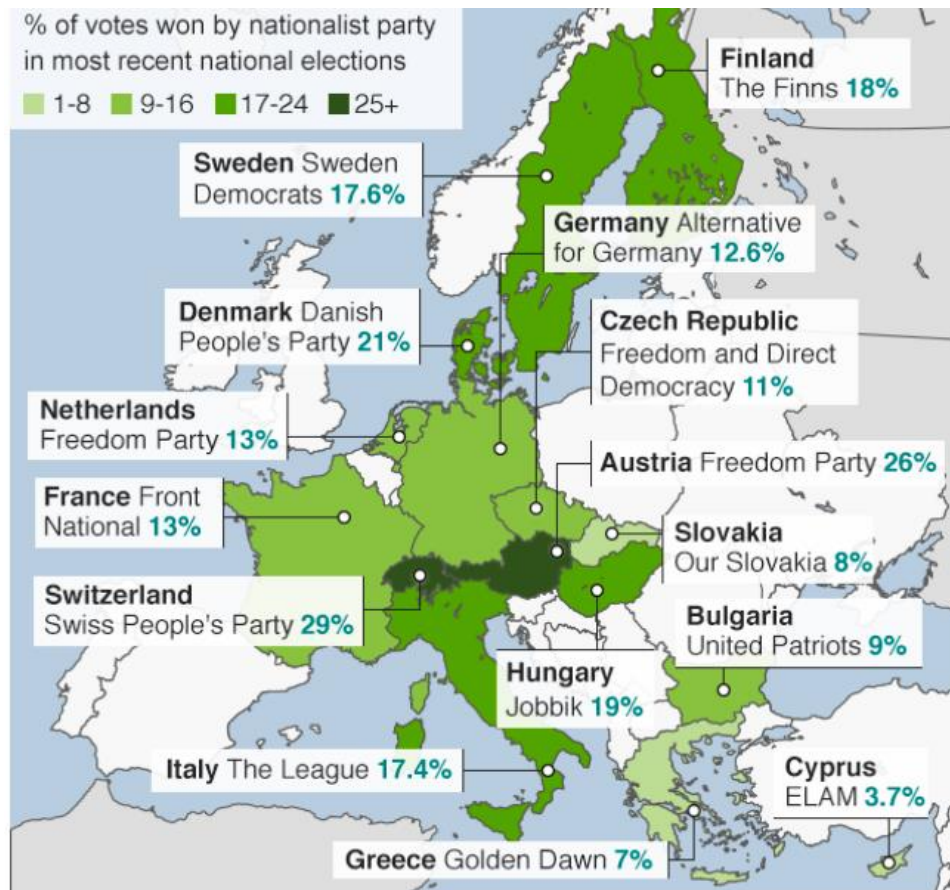 % of votes won by nationalist party
in most recent national elections
1-8 9-16 17-24 25+
Finland
The Finns 18%
Sweden Sweden
Democrats 17.6%
Germany Alternative
for Germany 12.6%
Denmark Danish
People's Party 21%
Czech Republic
Freedom and Direct
Democracy 11%
Netherlands
Freedom Party 13%
Austria Freedom Party 26%
France Front
National 13%
Slovakia
Our Slovakia 8%
Switzerland
Swiss People's Party 29%
Bulgaria
United Patriots 9%
Hungary
Jobbik 19%
Italy The League 17.4%
Cyprus
ELAM 3.7%
Greece Golden Dawn 7%